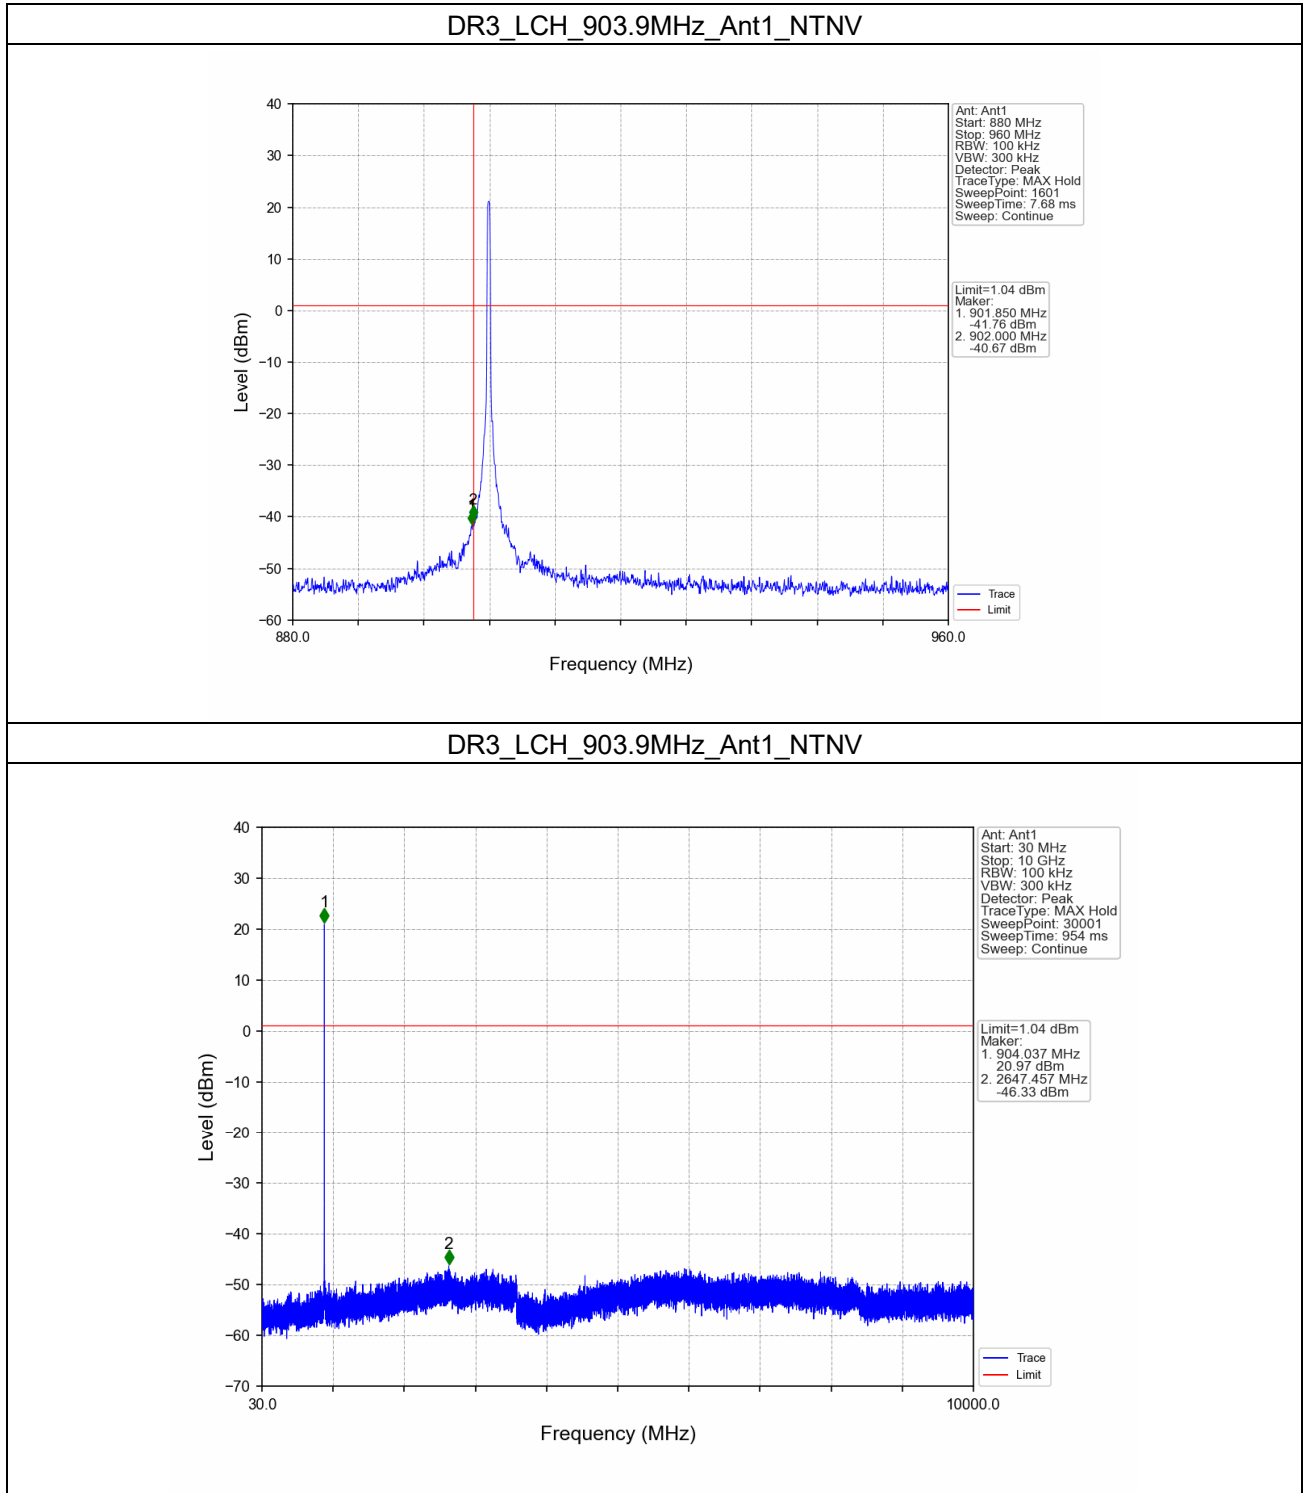 DR3_LCH_903.9MHz_Ant1_NTNV
40
30
20
10
0
−10
−20
−30
−40
−50
−60
Level (dBm)
880.0
960.0
Frequency (MHz)
2
Ant: Ant1
Start: 880 MHz
Stop: 960 MHz
RBW: 100 kHz
VBW: 300 kHz
Detector: Peak
TraceType: MAX Hold
SweepPoint: 1601
SweepTime: 7.68 ms
Sweep: Continue
Limit=1.04 dBm
Maker:
1. 901.850 MHz
-41.76 dBm
2. 902.000 MHz
-40.67 dBm
Trace
Limit
DR3_LCH_903.9MHz_Ant1_NTNV
40
30
20
10
0
−10
−20
−30
−40
−50
−60
−70
Level (dBm)
30.0
10000.0
Frequency (MHz)
1
2
Ant: Ant1
Start: 30 MHz
Stop: 10 GHz
RBW: 100 kHz
VBW: 300 kHz
Detector: Peak
TraceType: MAX Hold
SweepPoint: 30001
SweepTime: 954 ms
Sweep: Continue
Limit=1.04 dBm
Maker:
1. 904.037 MHz
20.97 dBm
2. 2647.457 MHz
-46.33 dBm
Trace
Limit